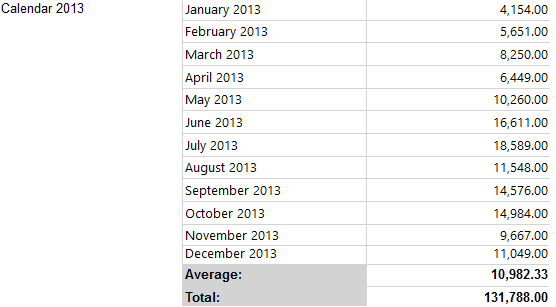 Calendar 2013 January 2013 4,154.00
February 2013 5,651.00
March 2013 8,250.00
April 2013 6,449.00
May 2013 10,260.00
June 2013 16,611.00
July 2013 18,589.00
August 2013 11,548.00
September 2013 14,576.00
October 2013 14,984.00
November 2013 9,667.00
December 2013 11,049.00
Average: 10,982.33
Total: 131,788.00